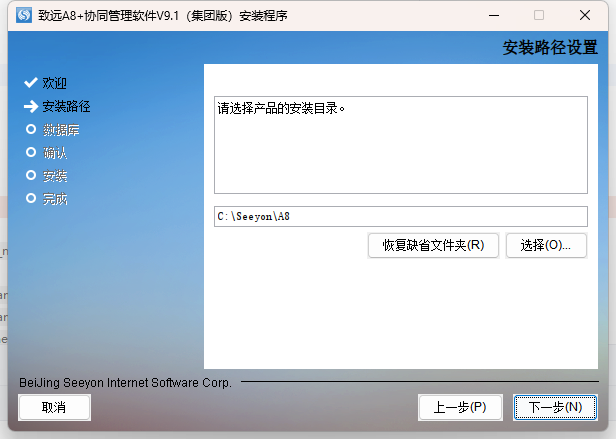 致远A8+协同管理软件V9.1（集团版）安装程序
安装路径设置
欢迎
安装路径
数据库
确认
安装
完成
请选择产品的安装目录。
C:\Seeyon\A8
恢复缺省文件夹(R)
选择(O)...
BeiJing Seeyon Internet Software Corp.
取消
上一步(P)
下一步(N)